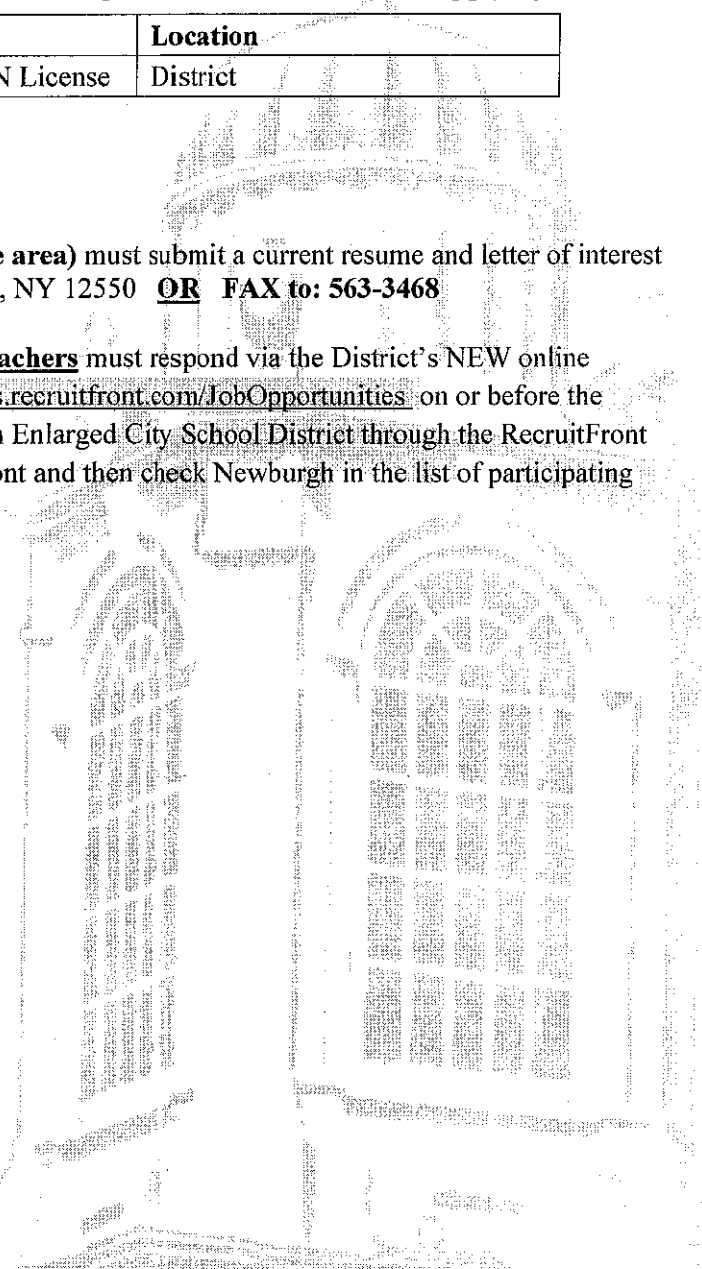 Location
N License District
e area) must submit a current resume and letter of interest
, NY 12550 OR FAX to: 563-3468
achers must respond via the District's NEW online
s.recruitfront.com/JobOpportunities on or before the
n Enlarged City School District through the RecruitFront
ont and then check Newburgh in the list of participating